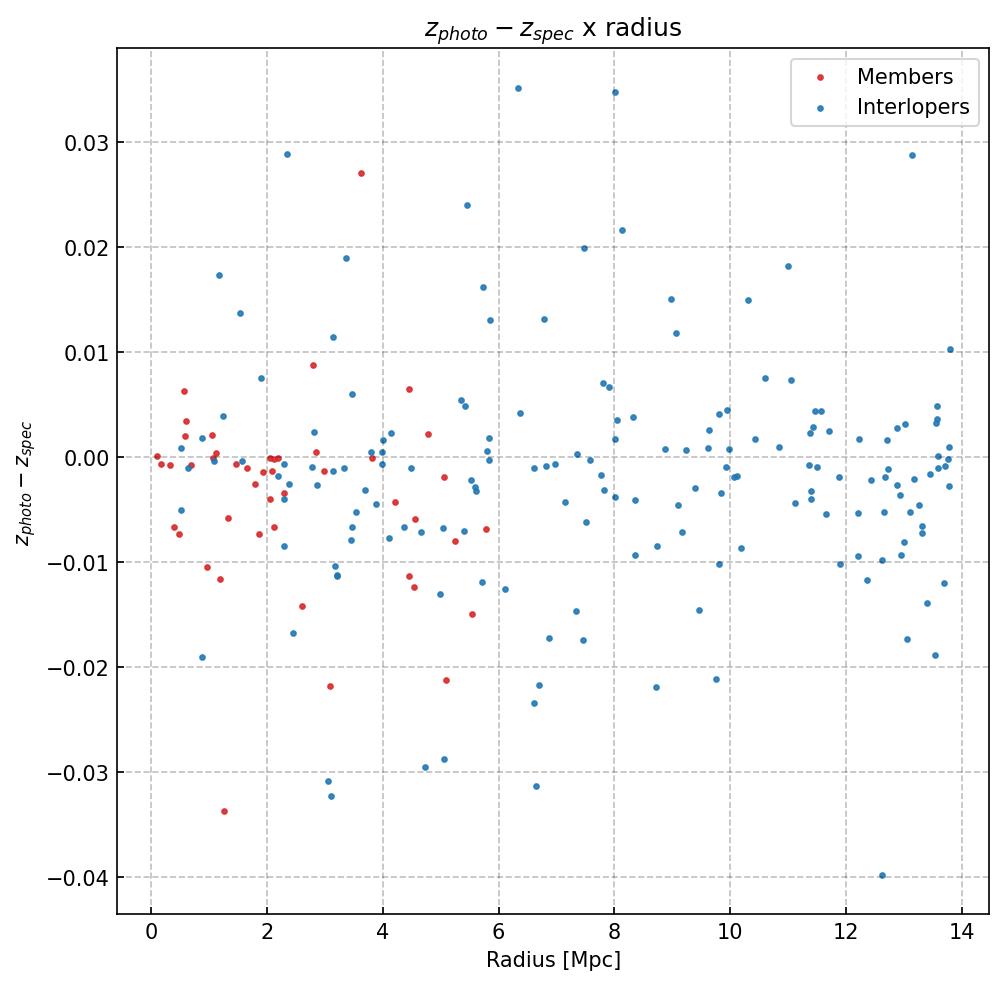 z_photo − z_spec x radius
Members
Interlopers
0.03
0.02
0.01
0.00
−0.01
−0.02
−0.03
−0.04
z_photo − z_spec
0 2 4 6 8 10 12 14
Radius [Mpc]